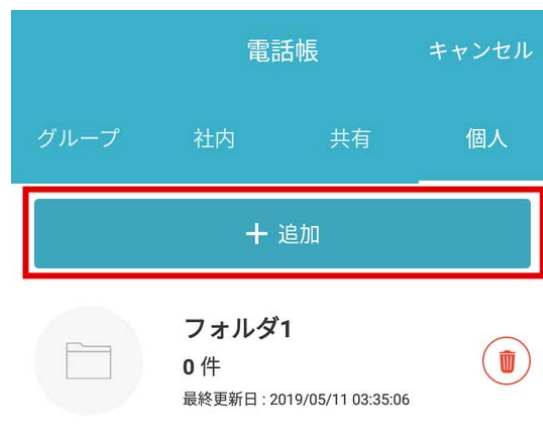 電話帳 キャンセル
グループ 社内 共有 個人
+ 追加
フォルダ1
0 件
最終更新日 : 2019/05/11 03:35:06